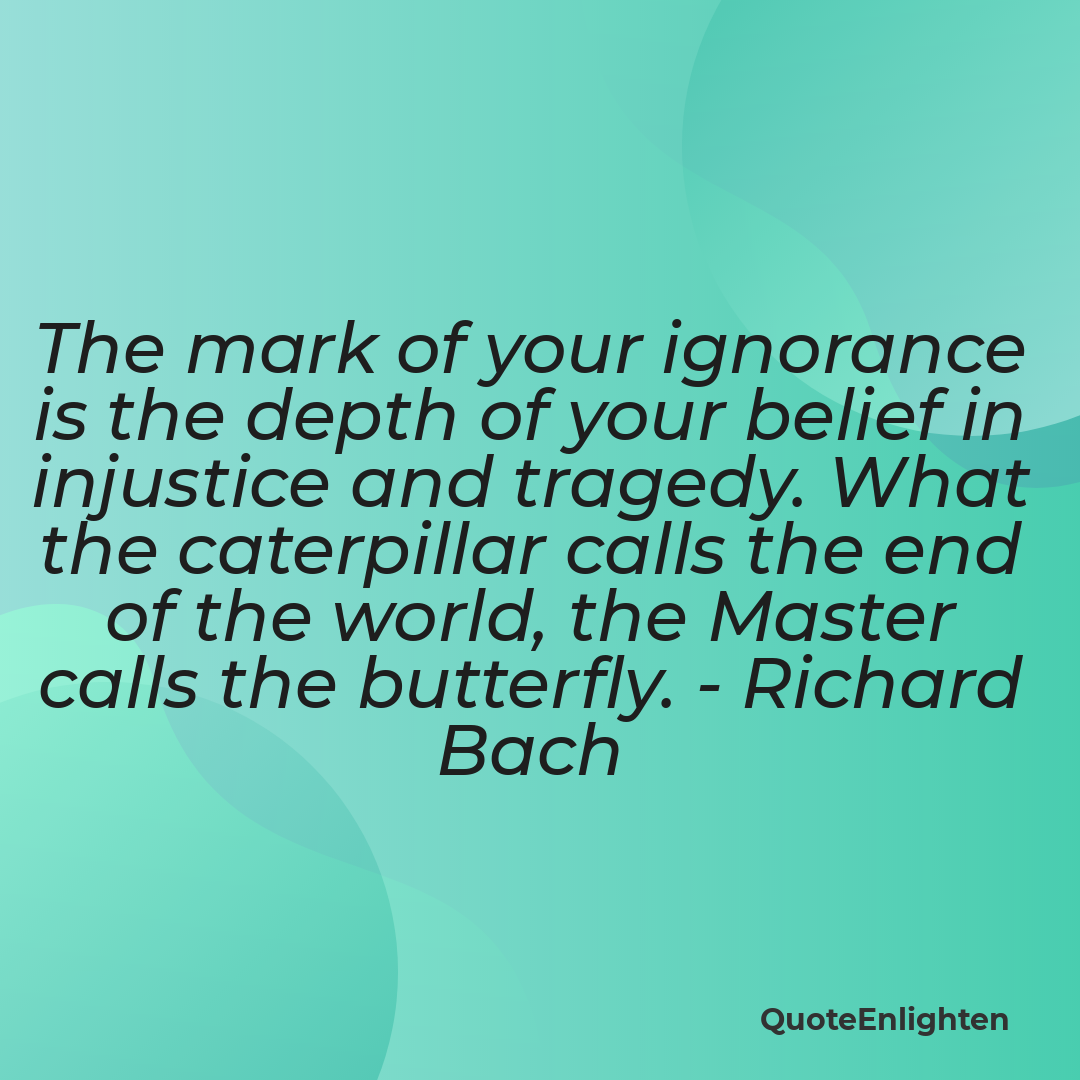 The mark of your ignorance
is the depth of your belief in
injustice and tragedy. What
the caterpillar calls the end
of the world, the Master
calls the butterfly. - Richard
Bach
QuoteEnlighten